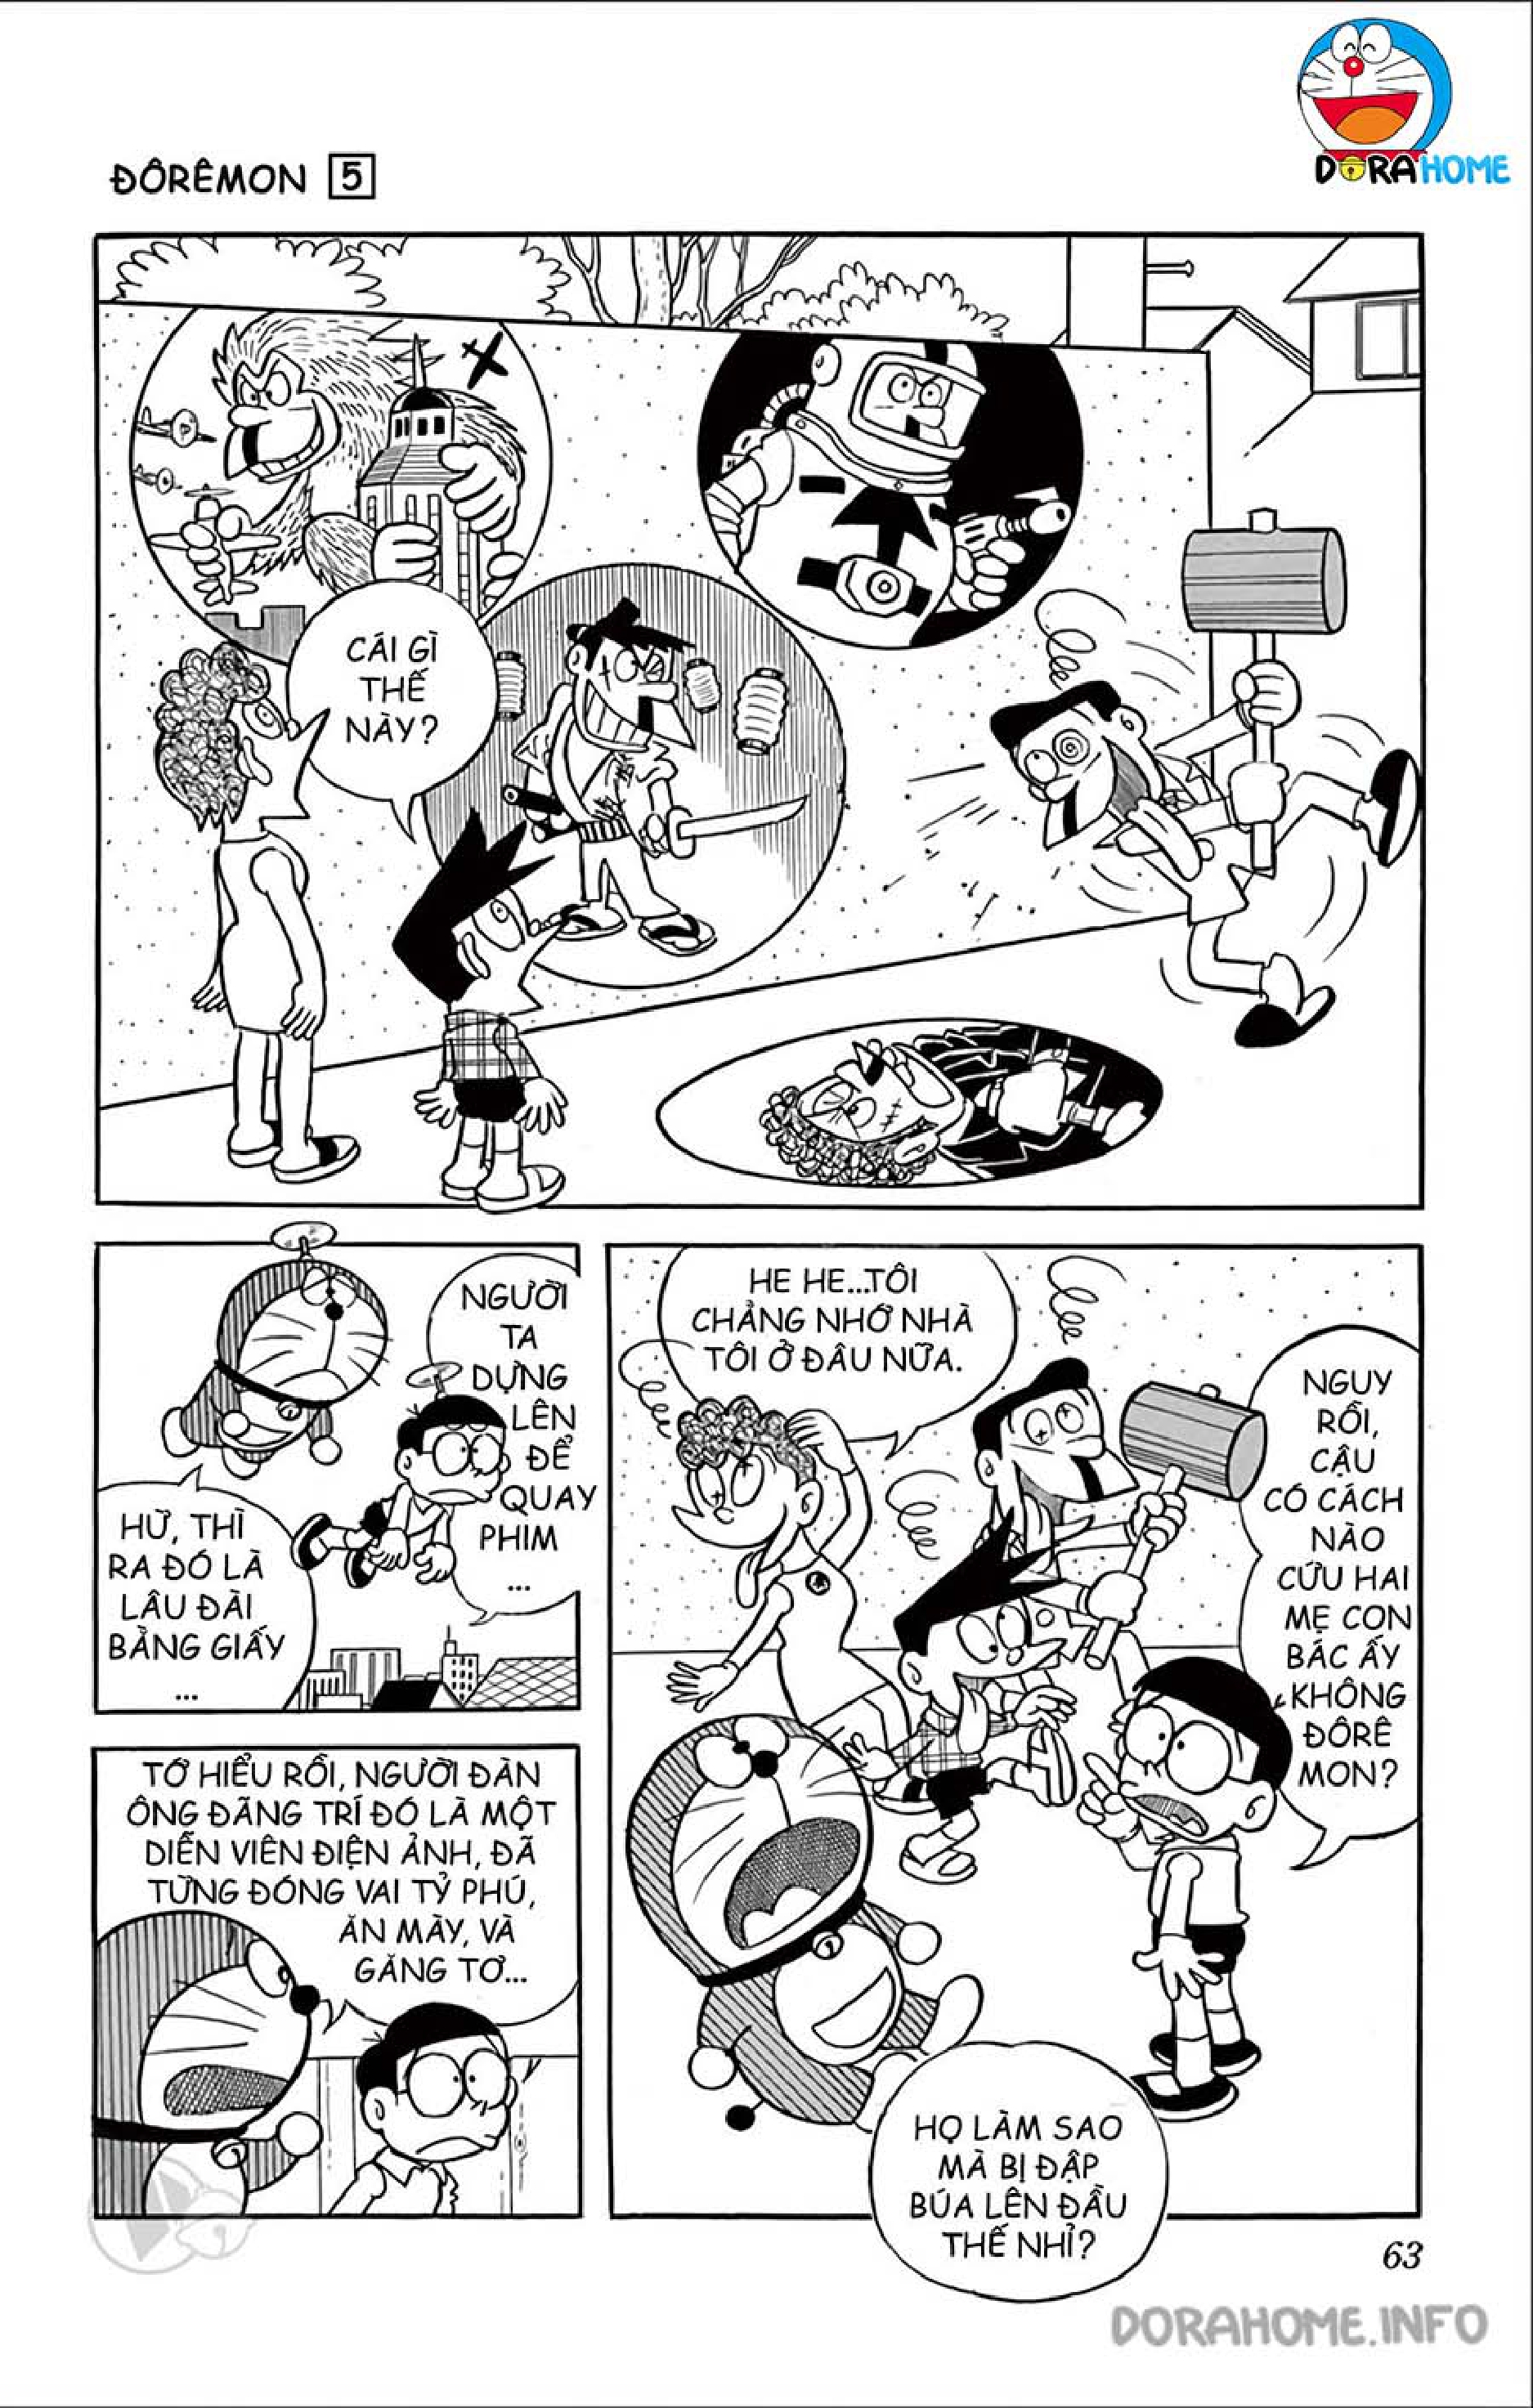 DORAHOME
ĐÔRÊMON 5
CÁI GÌ
THẾ
NÀY?
NGƯỜI
TA
DỰNG
LÊN
ĐỂ
QUAY
PHIM
...
HỪ, THÌ
RA ĐÓ LÀ
LÂU ĐÀI
BẰNG GIẤY
...
TỚ HIỂU RỒI, NGƯỜI ĐÀN
ÔNG ĐÃNG TRÍ ĐÓ LÀ MỘT
DIỄN VIÊN ĐIỆN ẢNH, ĐÃ
TỪNG ĐÓNG VAI TỶ PHÚ,
ĂN MÀY, VÀ
GĂNG TƠ...
HE HE...TÔI
CHẲNG NHỚ NHÀ
TÔI Ở ĐÂU NỮA.
NGUY
RỒI,
CẬU
CÓ CÁCH
NÀO
CỨU HAI
MẸ CON
BÁC ẤY
KHÔNG
ĐÔRÊ
MON?
HỌ LÀM SAO
MÀ BỊ ĐẬP
BÚA LÊN ĐẦU
THẾ NHỈ?
63
DORAHOME.INFO